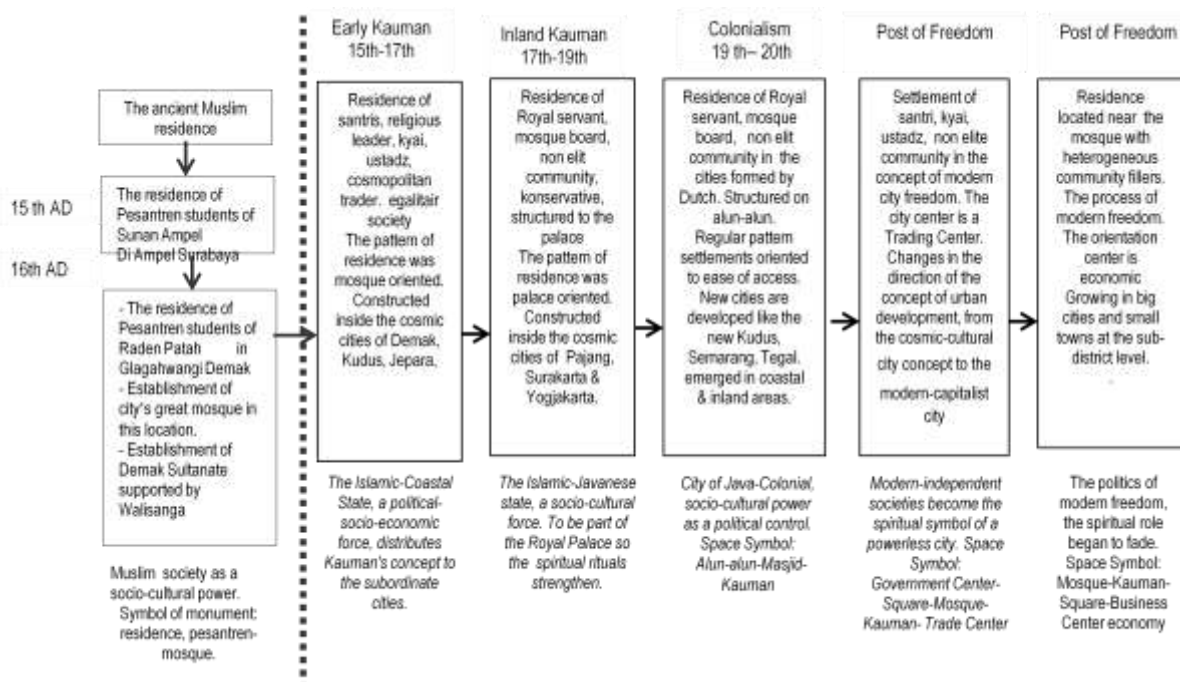 The ancient Muslim
residence
15 th AD
The residence of
Pesantren students of
Sunan Ampel
Di Ampel Surabaya
16th AD
- The residence of
Pesantren students of
Raden Patah in
Glagahwangi Demak
- Establishment of
city's great mosque in
this location.
- Establishment of
Demak Sultanate
supported by
Walisanga
Muslim society as a
socio-cultural power.
Symbol of monument:
residence, pesantren-
mosque.
Early Kauman
15th-17th
Residence of
santris, religious
leader, kyai,
ustadz,
cosmopolitan
trader. egalitair
society
The pattern of
residence was
mosque oriented.
Constructed
inside the cosmic
cities of Demak,
Kudus, Jepara,
The Islamic-Coastal
State, a political-
socio-economic
force, distributes
Kauman's concept to
the subordinate
cities.
Inland Kauman
17th-19th
Residence of
Royal servant,
mosque board,
non elit
community,
konservative,
structured to the
palace
The pattern of
residence was
palace oriented.
Constructed
inside the cosmic
cities of Pajang,
Surakarta &
Yogjakarta.
The Islamic-Javanese
state, a socio-cultural
force. To be part of
the Royal Palace so
the spiritual rituals
strengthen.
Colonialism
19 th– 20th
Residence of Royal
servant, mosque
board, non elit
community in the
cities formed by
Dutch. Structured on
alun-alun.
Regular pattern
settlements oriented
to ease of access.
New cities are
developed like the
new Kudus,
Semarang, Tegal.
emerged in coastal
& inland areas.
City of Java-Colonial,
socio-cultural power
as a political control.
Space Symbol:
Alun-alun-Masjid-
Kauman
Post of Freedom
Settlement of
santri, kyai,
ustadz, non elite
community in the
concept of modern
city freedom. The
city center is a
Trading Center.
Changes in the
direction of the
concept of urban
development, from
the cosmic-cultural
city concept to the
modern-capitalist
city
Modern-independent
societies become the
spiritual symbol of a
powerless city. Space
Symbol:
Government Center-
Square-Mosque-
Kauman- Trade Center
Post of Freedom
Residence
located near the
mosque with
heterogeneous
community fillers.
The process of
modern freedom.
The orientation
center is
economic
Growing in big
cities and small
towns at the sub-
district level.
The politics of
modern freedom,
the spiritual role
began to fade.
Space Symbol:
Mosque-Kauman-
Square-Business
Center economy